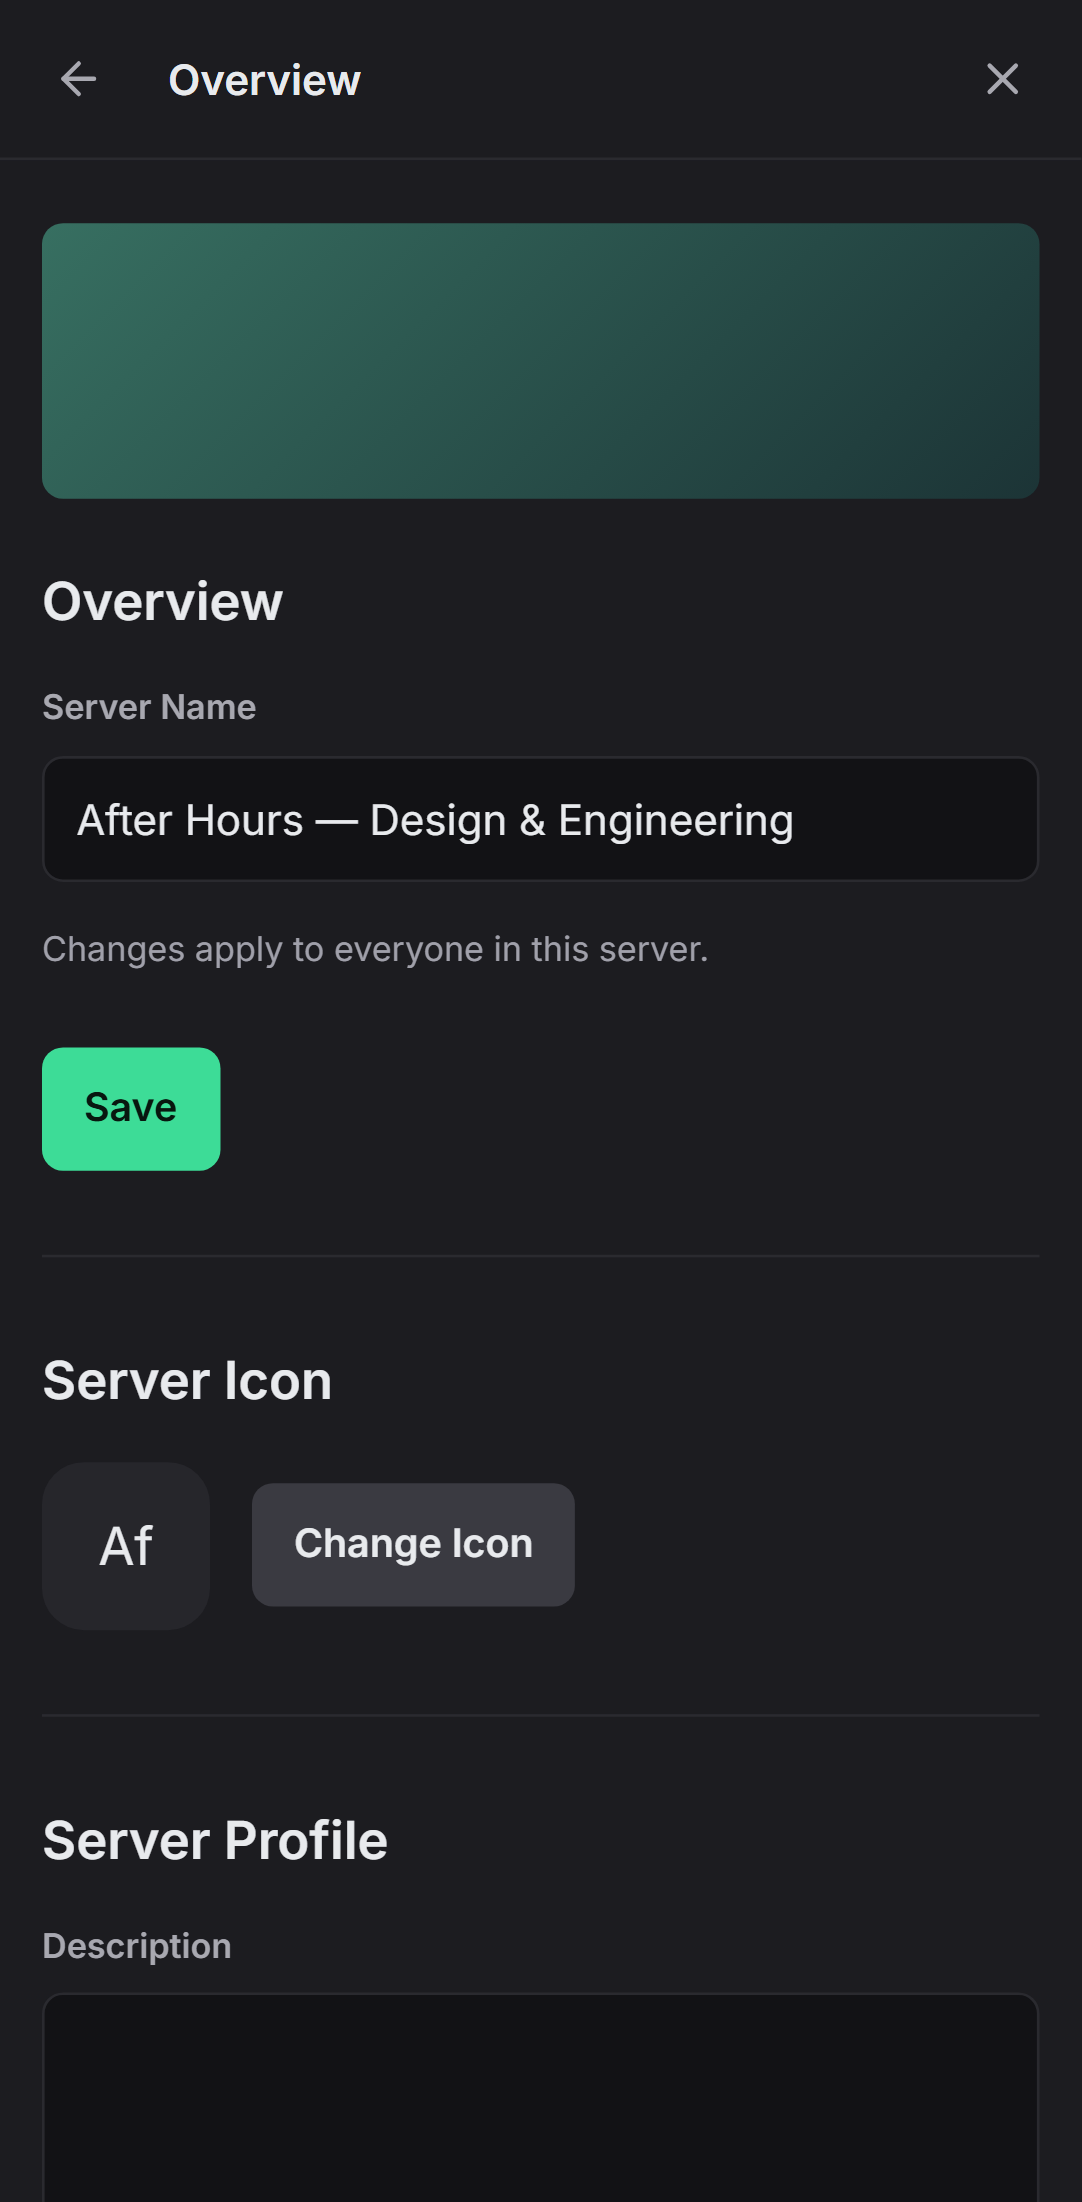 Overview
Overview
Server Name
After Hours — Design & Engineering
Changes apply to everyone in this server.
Save
Server Icon
Af
Change Icon
Server Profile
Description